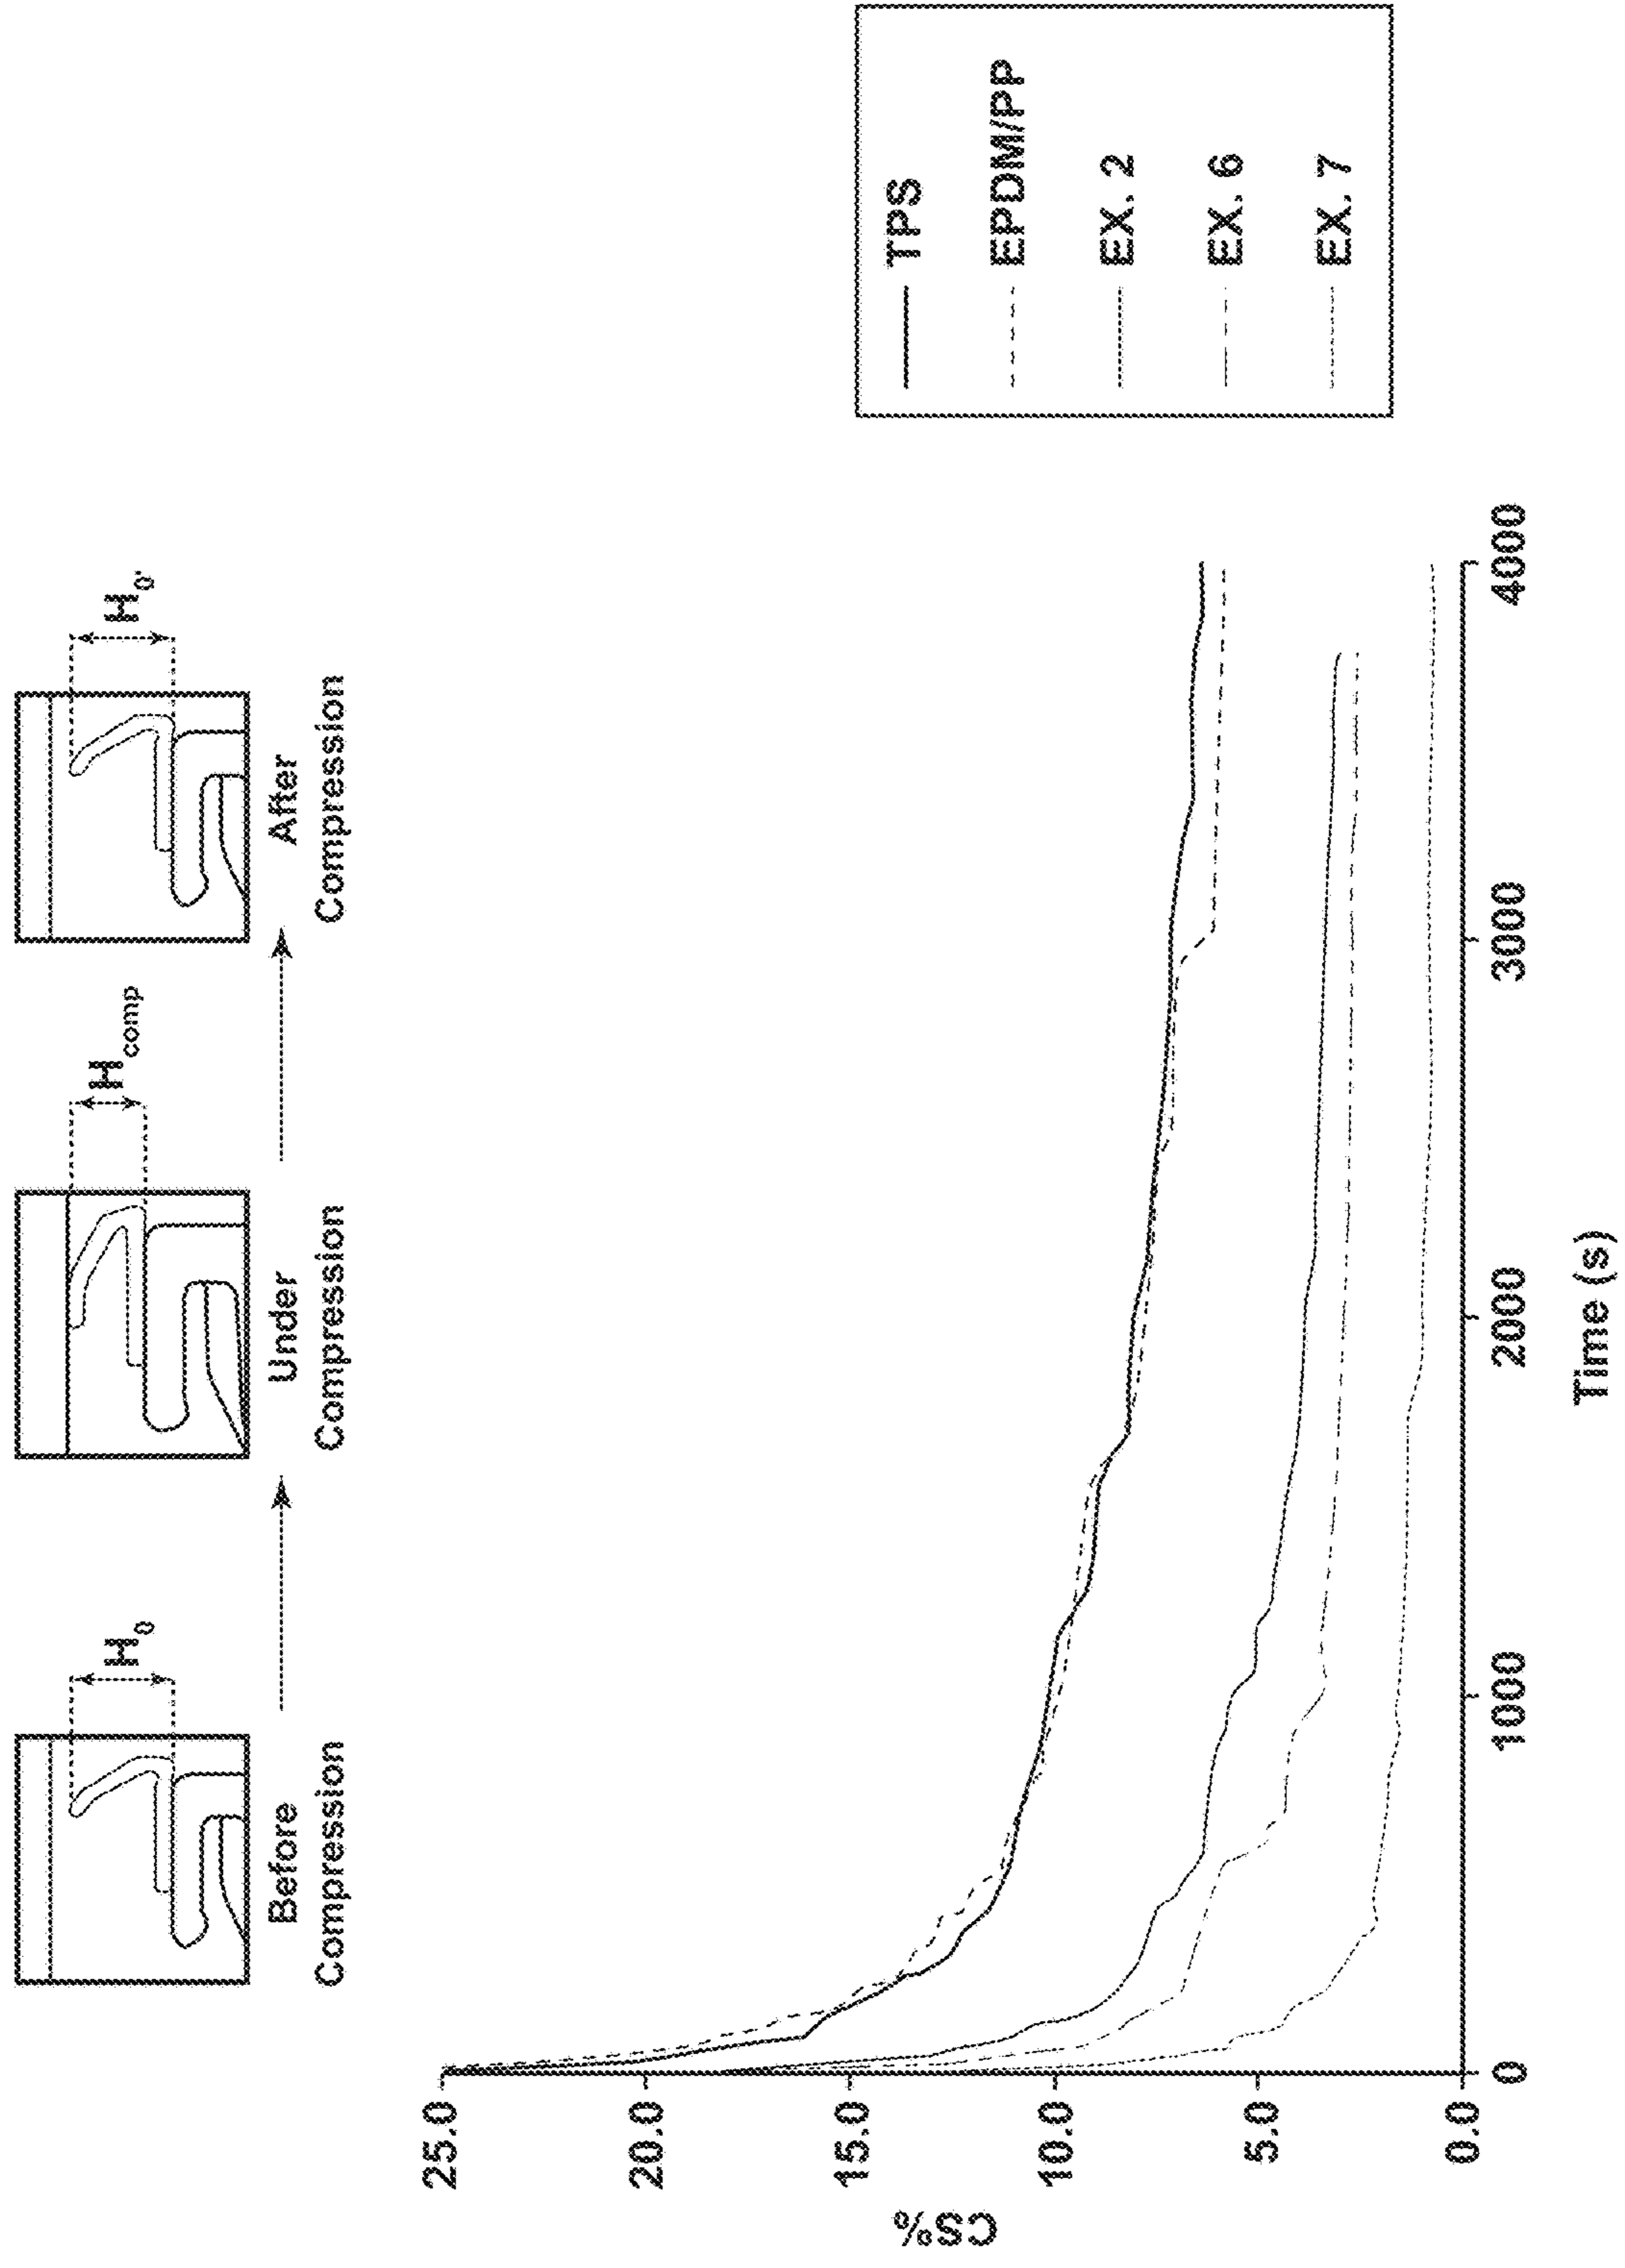 H0
Hcomp
H0'
Before
Compression
Under
Compression
After
Compression
CS%
25.0
20.0
15.0
10.0
5.0
0.0
0
1000
2000
3000
4000
Time (s)
TPS
EPDM/PP
EX. 2
EX. 6
EX. 7